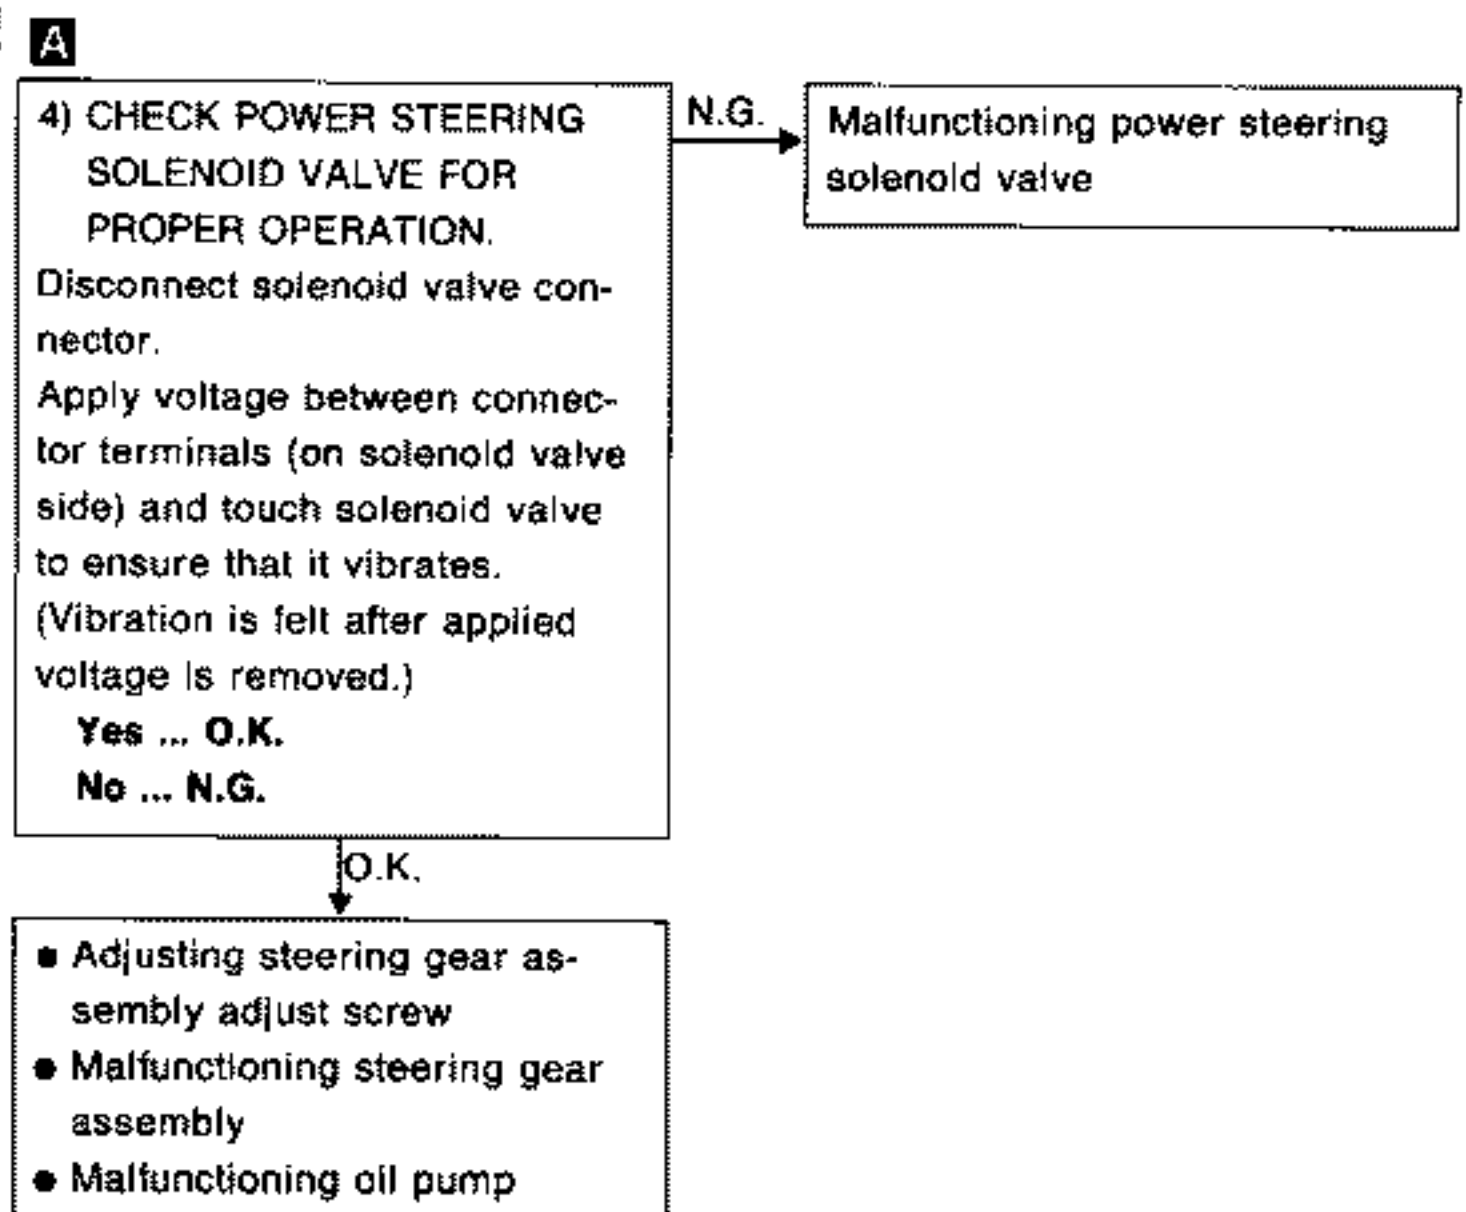 A
4) CHECK POWER STEERING
SOLENOID VALVE FOR
PROPER OPERATION.
Disconnect solenoid valve con-
nector.
Apply voltage between connec-
tor terminals (on solenoid valve
side) and touch solenoid valve
to ensure that it vibrates.
(Vibration is felt after applied
voltage is removed.)
Yes ... O.K.
No ... N.G.
N.G.
Malfunctioning power steering
solenoid valve
O.K.
● Adjusting steering gear as-
sembly adjust screw
● Malfunctioning steering gear
assembly
● Malfunctioning oil pump